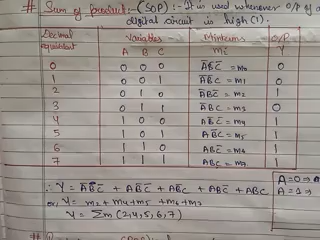 # Sum of product:- (SOP) :- It is used whenever O/P of a
digital circuit is high (1).
Decimal equivalent Variables Minterms O/P
A B C mi Y
0 0 0 0 A̅B̅C̅ = m₀ 0
1 0 0 1 A̅B̅C = m₁ 0
2 0 1 0 A̅BC̅ = m₂ 1
3 0 1 1 A̅BC = m₃ 0
4 1 0 0 AB̅C̅ = m₄ 1
5 1 0 1 AB̅C = m₅ 1
6 1 1 0 ABC̅ = m₆ 1
7 1 1 1 ABC = m₇ 1
A=0⇒
∴ Y = A̅BC̅ + AB̅C̅ + AB̅C + ABC̅ + ABC A=1⇒
or, Y = m₂ + m₄ + m₅ + m₆ + m₇
Y = Σm (2,4,5,6,7)